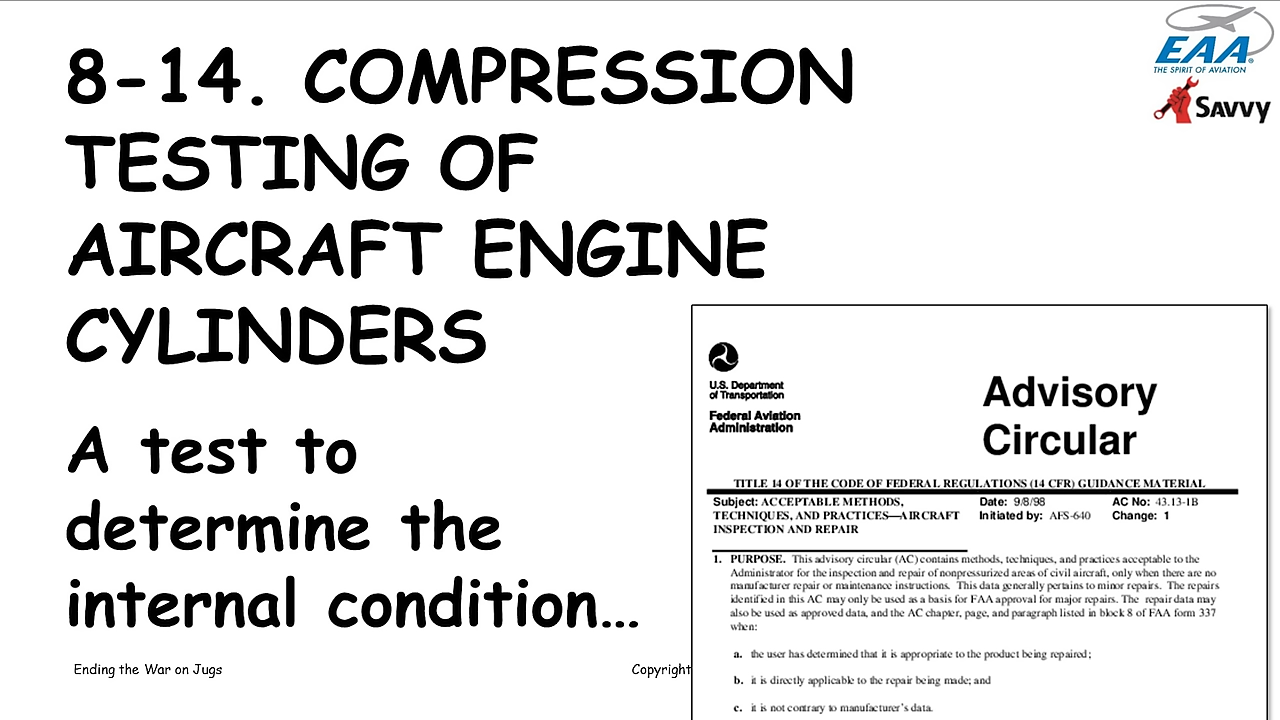 8-14. COMPRESSION
TESTING OF
AIRCRAFT ENGINE
CYLINDERS
A test to
determine the
internal condition...
Ending the War on Jugs
Copyright
EAA®
THE SPIRIT OF AVIATION
SAVVY
U.S. Department
of Transportation
Federal Aviation
Administration
Advisory
Circular
TITLE 14 OF THE CODE OF FEDERAL REGULATIONS (14 CFR) GUIDANCE MATERIAL
Subject: ACCEPTABLE METHODS,
TECHNIQUES, AND PRACTICES—AIRCRAFT
INSPECTION AND REPAIR
Date: 9/8/98
Initiated by: AFS-640
AC No: 43.13-1B
Change: 1
1. PURPOSE. This advisory circular (AC) contains methods, techniques, and practices acceptable to the
Administrator for the inspection and repair of nonpressurized areas of civil aircraft, only when there are no
manufacturer repair or maintenance instructions. This data generally pertains to minor repairs. The repairs
identified in this AC may only be used as a basis for FAA approval for major repairs. The repair data may
also be used as approved data, and the AC chapter, page, and paragraph listed in block 8 of FAA form 337
when:
a. the user has determined that it is appropriate to the product being repaired;
b. it is directly applicable to the repair being made; and
c. it is not contrary to manufacturer's data.